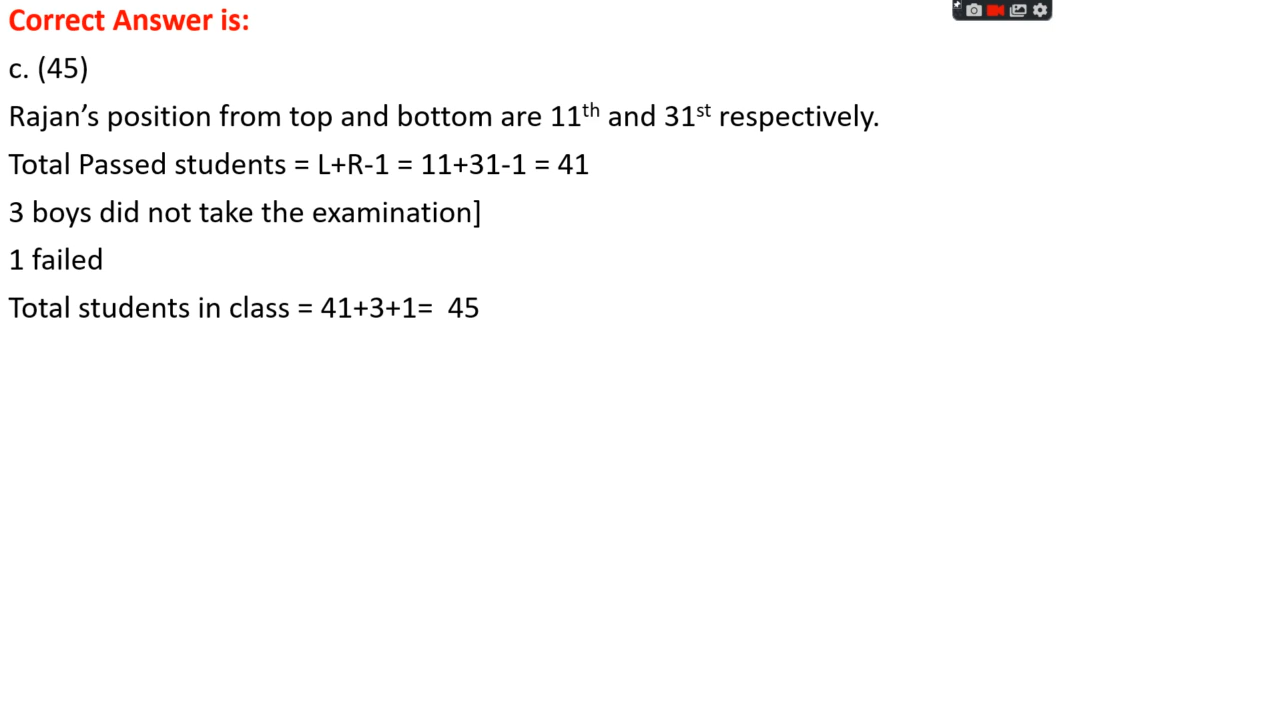 Correct Answer is:
c. (45)
Rajan’s position from top and bottom are 11th and 31st respectively.
Total Passed students = L+R-1 = 11+31-1 = 41
3 boys did not take the examination]
1 failed
Total students in class = 41+3+1=  45